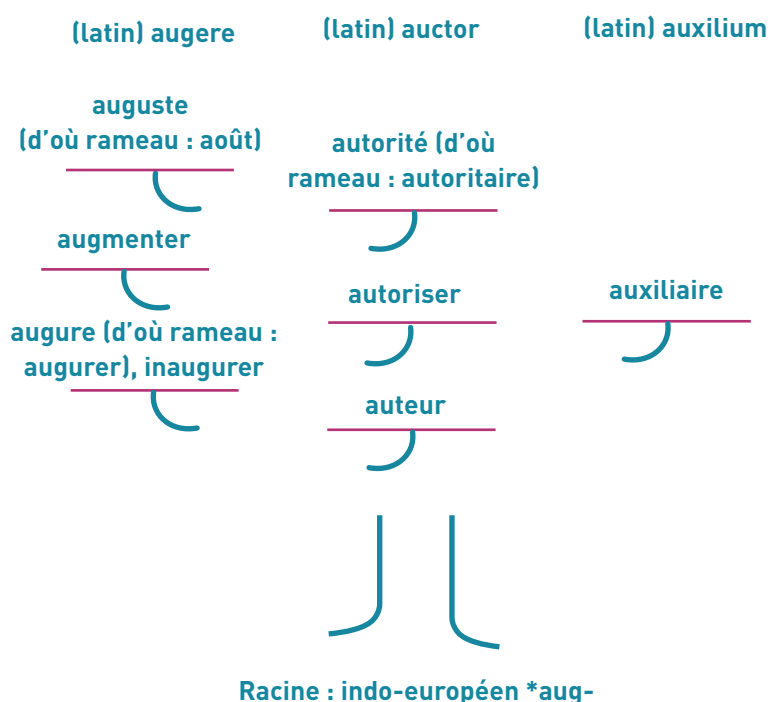 (latin) augere
(latin) auctor
(latin) auxilium
auguste
(d'où rameau : août)
augmenter
augure (d'où rameau :
augurer), inaugurer
autorité (d'où
rameau : autoritaire)
autoriser
auteur
auxiliaire
Racine : indo-européen *aug-